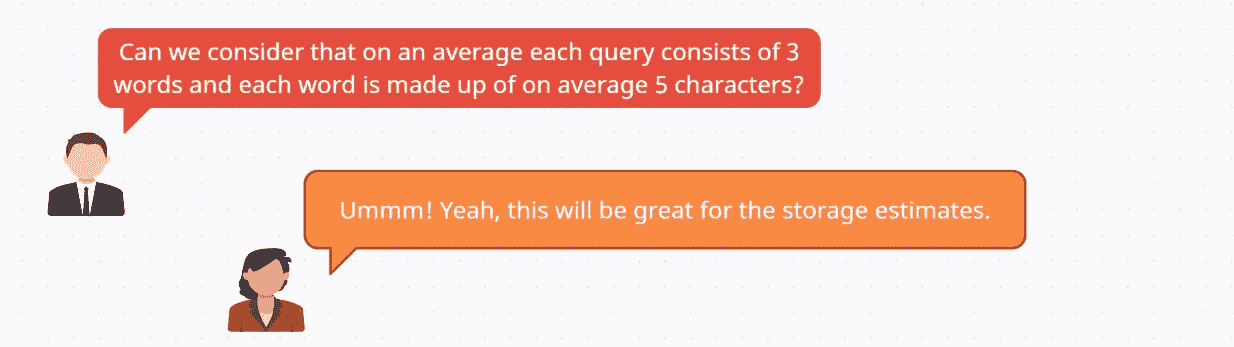 Can we consider that on an average each query consists of 3
words and each word is made up of on average 5 characters?
Ummm! Yeah, this will be great for the storage estimates.